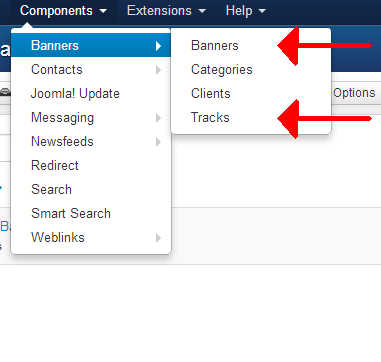 Components Extensions Help
Banners
Contacts
Joomla! Update
Messaging
Newsfeeds
Redirect
Search
Smart Search
Weblinks
Banners
Categories
Clients
Tracks
Options